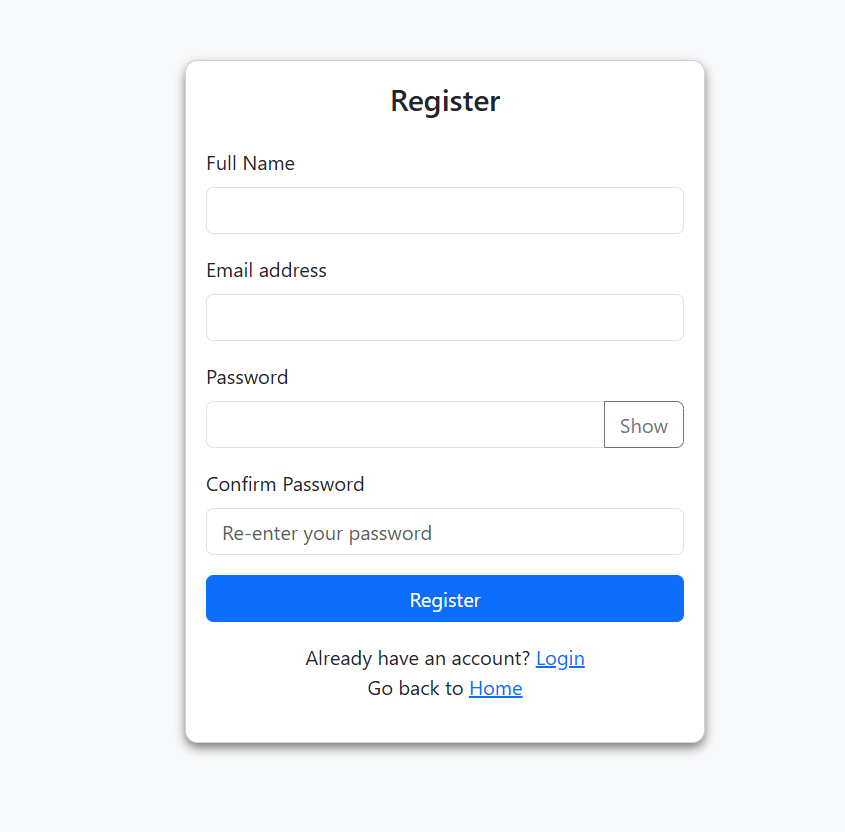 Register
Full Name
Email address
Password
Show
Confirm Password
Re-enter your password
Register
Already have an account? Login
Go back to Home